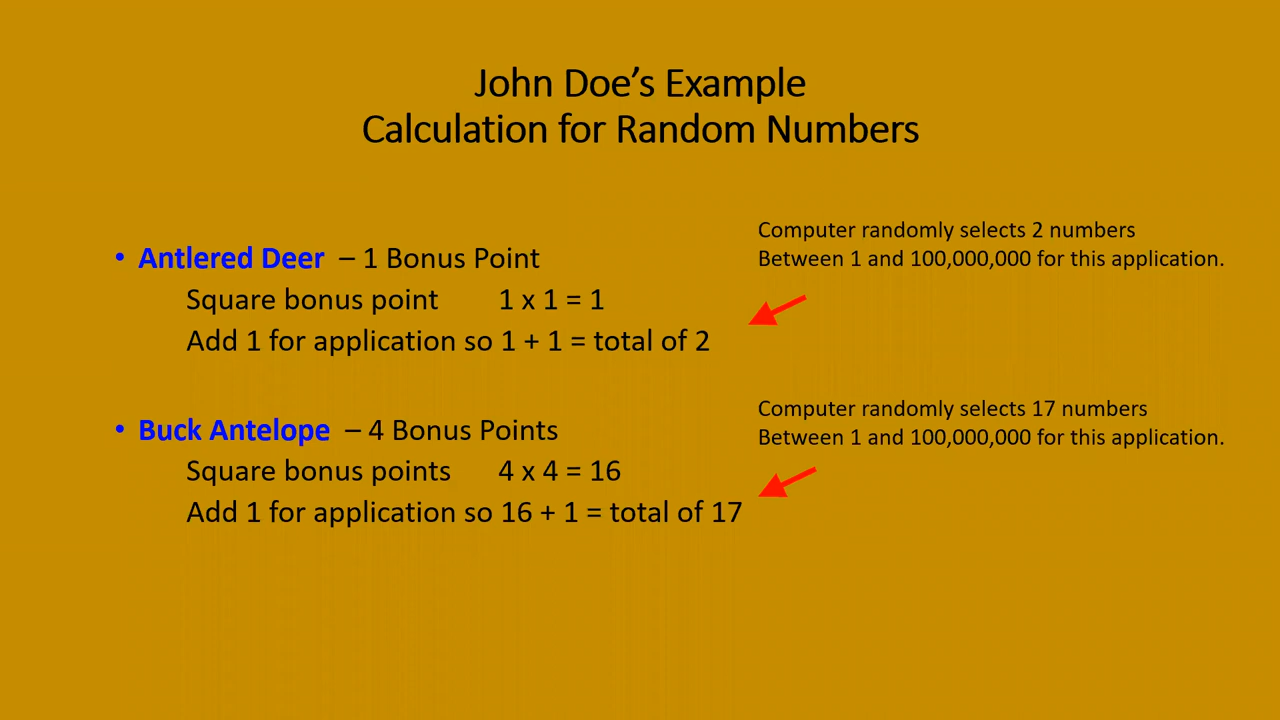 John Doe’s Example
Calculation for Random Numbers
Computer randomly selects 2 numbers
Between 1 and 100,000,000 for this application.
• Antlered Deer – 1 Bonus Point
Square bonus point 1 x 1 = 1
Add 1 for application so 1 + 1 = total of 2
Computer randomly selects 17 numbers
Between 1 and 100,000,000 for this application.
• Buck Antelope – 4 Bonus Points
Square bonus points 4 x 4 = 16
Add 1 for application so 16 + 1 = total of 17